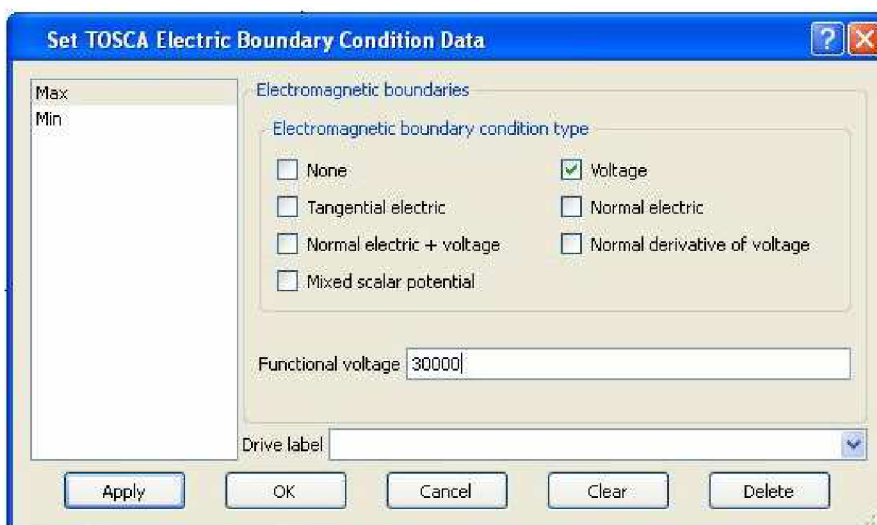 Set TOSCA Electric Boundary Condition Data
?
Max
Min
Electromagnetic boundaries
Electromagnetic boundary condition type
None
Voltage
Tangential electric
Normal electric
Normal electric + voltage
Normal derivative of voltage
Mixed scalar potential
Functional voltage 30000
Drive label
Apply OK Cancel Clear Delete